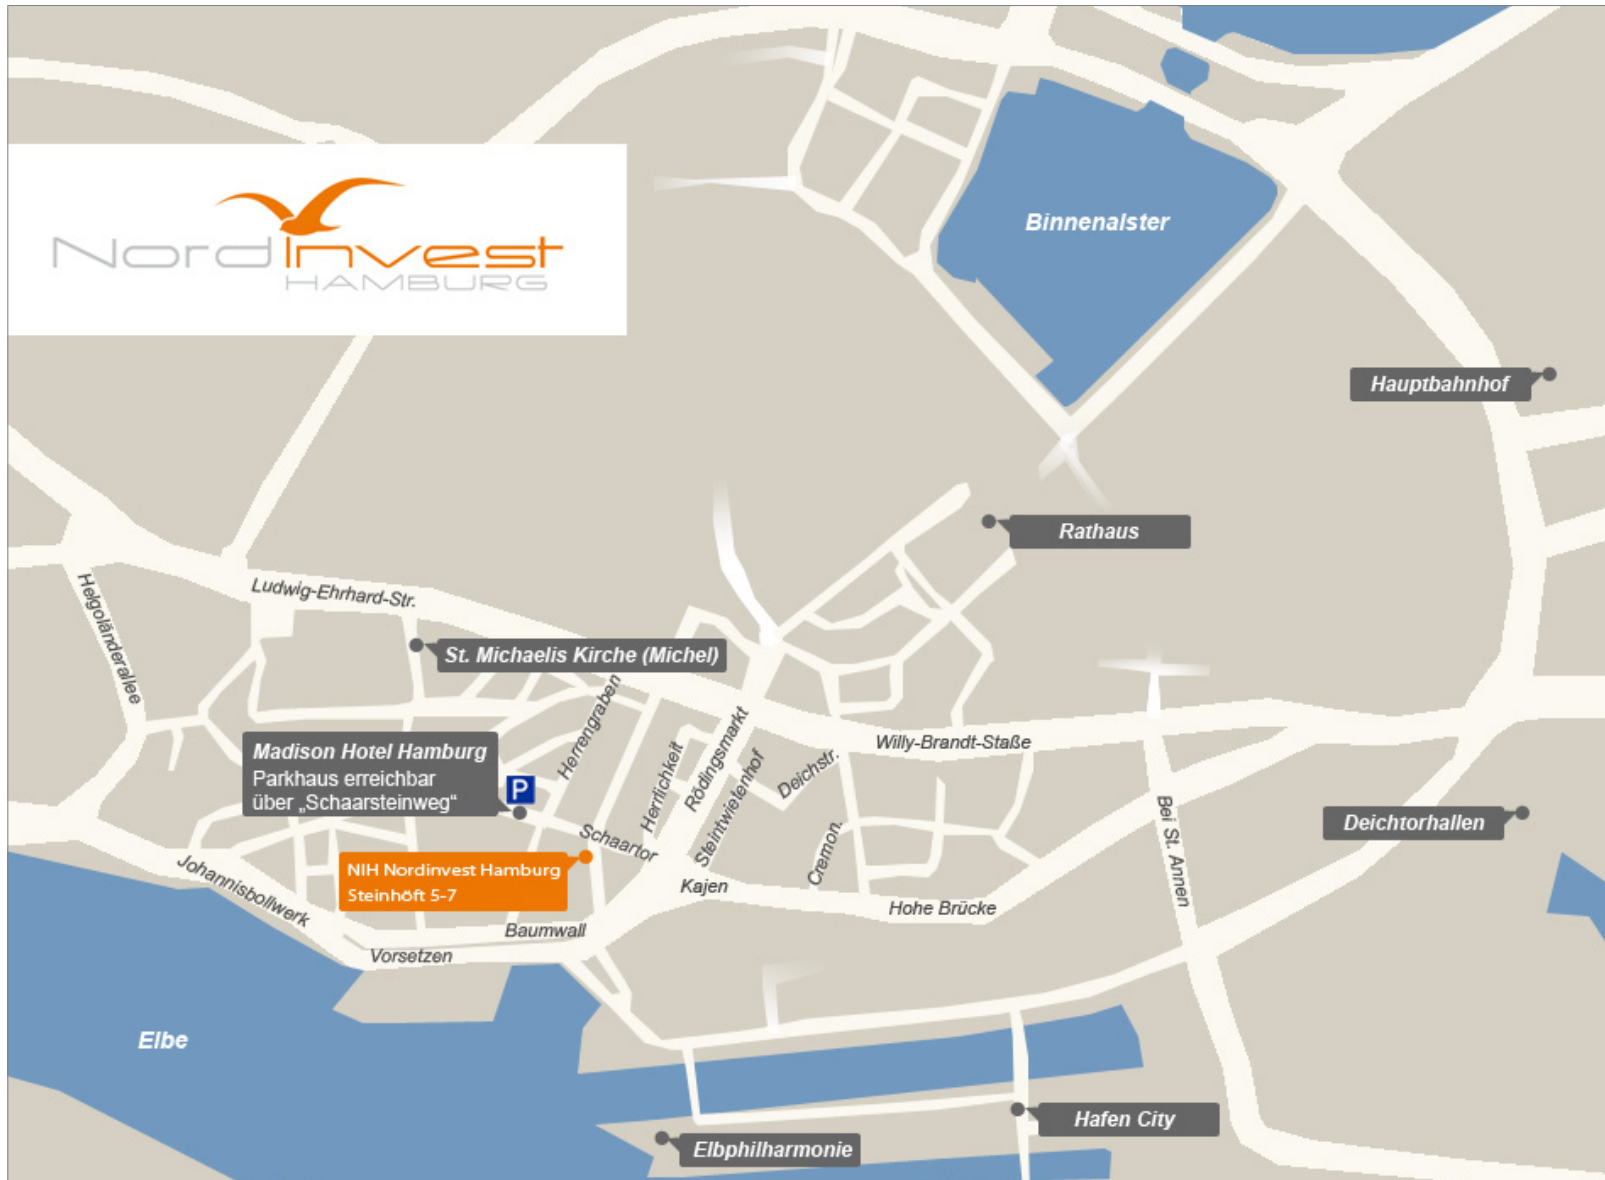 Nord Invest
HAMBURG
Binnenalster
Hauptbahnhof
Rathaus
Ludwig-Ehrhard-Str.
Helgoländerallee
St. Michaelis Kirche (Michel)
Herrengraben
Rödingsmarkt
Willy-Brandt-Staße
Madison Hotel Hamburg
Parkhaus erreichbar
über „Schaarsteinweg“
P
Herrlichkeit
Steintwietenhof
Deichstr.
Bei St. Annen
Deichtorhallen
Schaartor
Cremon.
NIH Nordinvest Hamburg
Steinhöft 5-7
Johannisbollwerk
Kajen
Hohe Brücke
Baumwall
Vorsetzen
Elbe
Hafen City
Elbphilharmonie